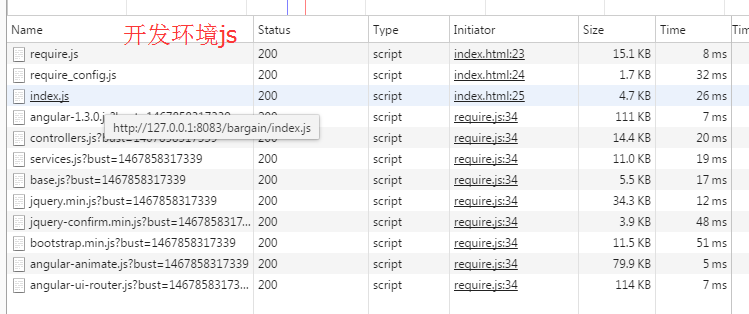 Name 开发环境js Status Type Initiator Size Time Tim
require.js 200 script index.html:23 15.1 KB 8 ms
require_config.js 200 script index.html:24 1.7 KB 32 ms
index.js 200 script index.html:25 4.7 KB 26 ms
angular-1.3.0.j?bust=1467858317339 200 script require.js:34 111 KB 7 ms
http://127.0.0.1:8083/bargain/index.js
controllers.js?bust=1467858317339 200 script require.js:34 14.4 KB 20 ms
services.js?bust=1467858317339 200 script require.js:34 11.0 KB 19 ms
base.js?bust=1467858317339 200 script require.js:34 5.5 KB 17 ms
jquery.min.js?bust=1467858317339 200 script require.js:34 34.3 KB 12 ms
jquery-confirm.min.js?bust=146785831​7... 200 script require.js:34 3.9 KB 48 ms
bootstrap.min.js?bust=1467858317339 200 script require.js:34 11.5 KB 51 ms
angular-animate.js?bust=1467858317339 200 script require.js:34 79.9 KB 5 ms
angular-ui-router.js?bust=14678583173... 200 script require.js:34 114 KB 7 ms